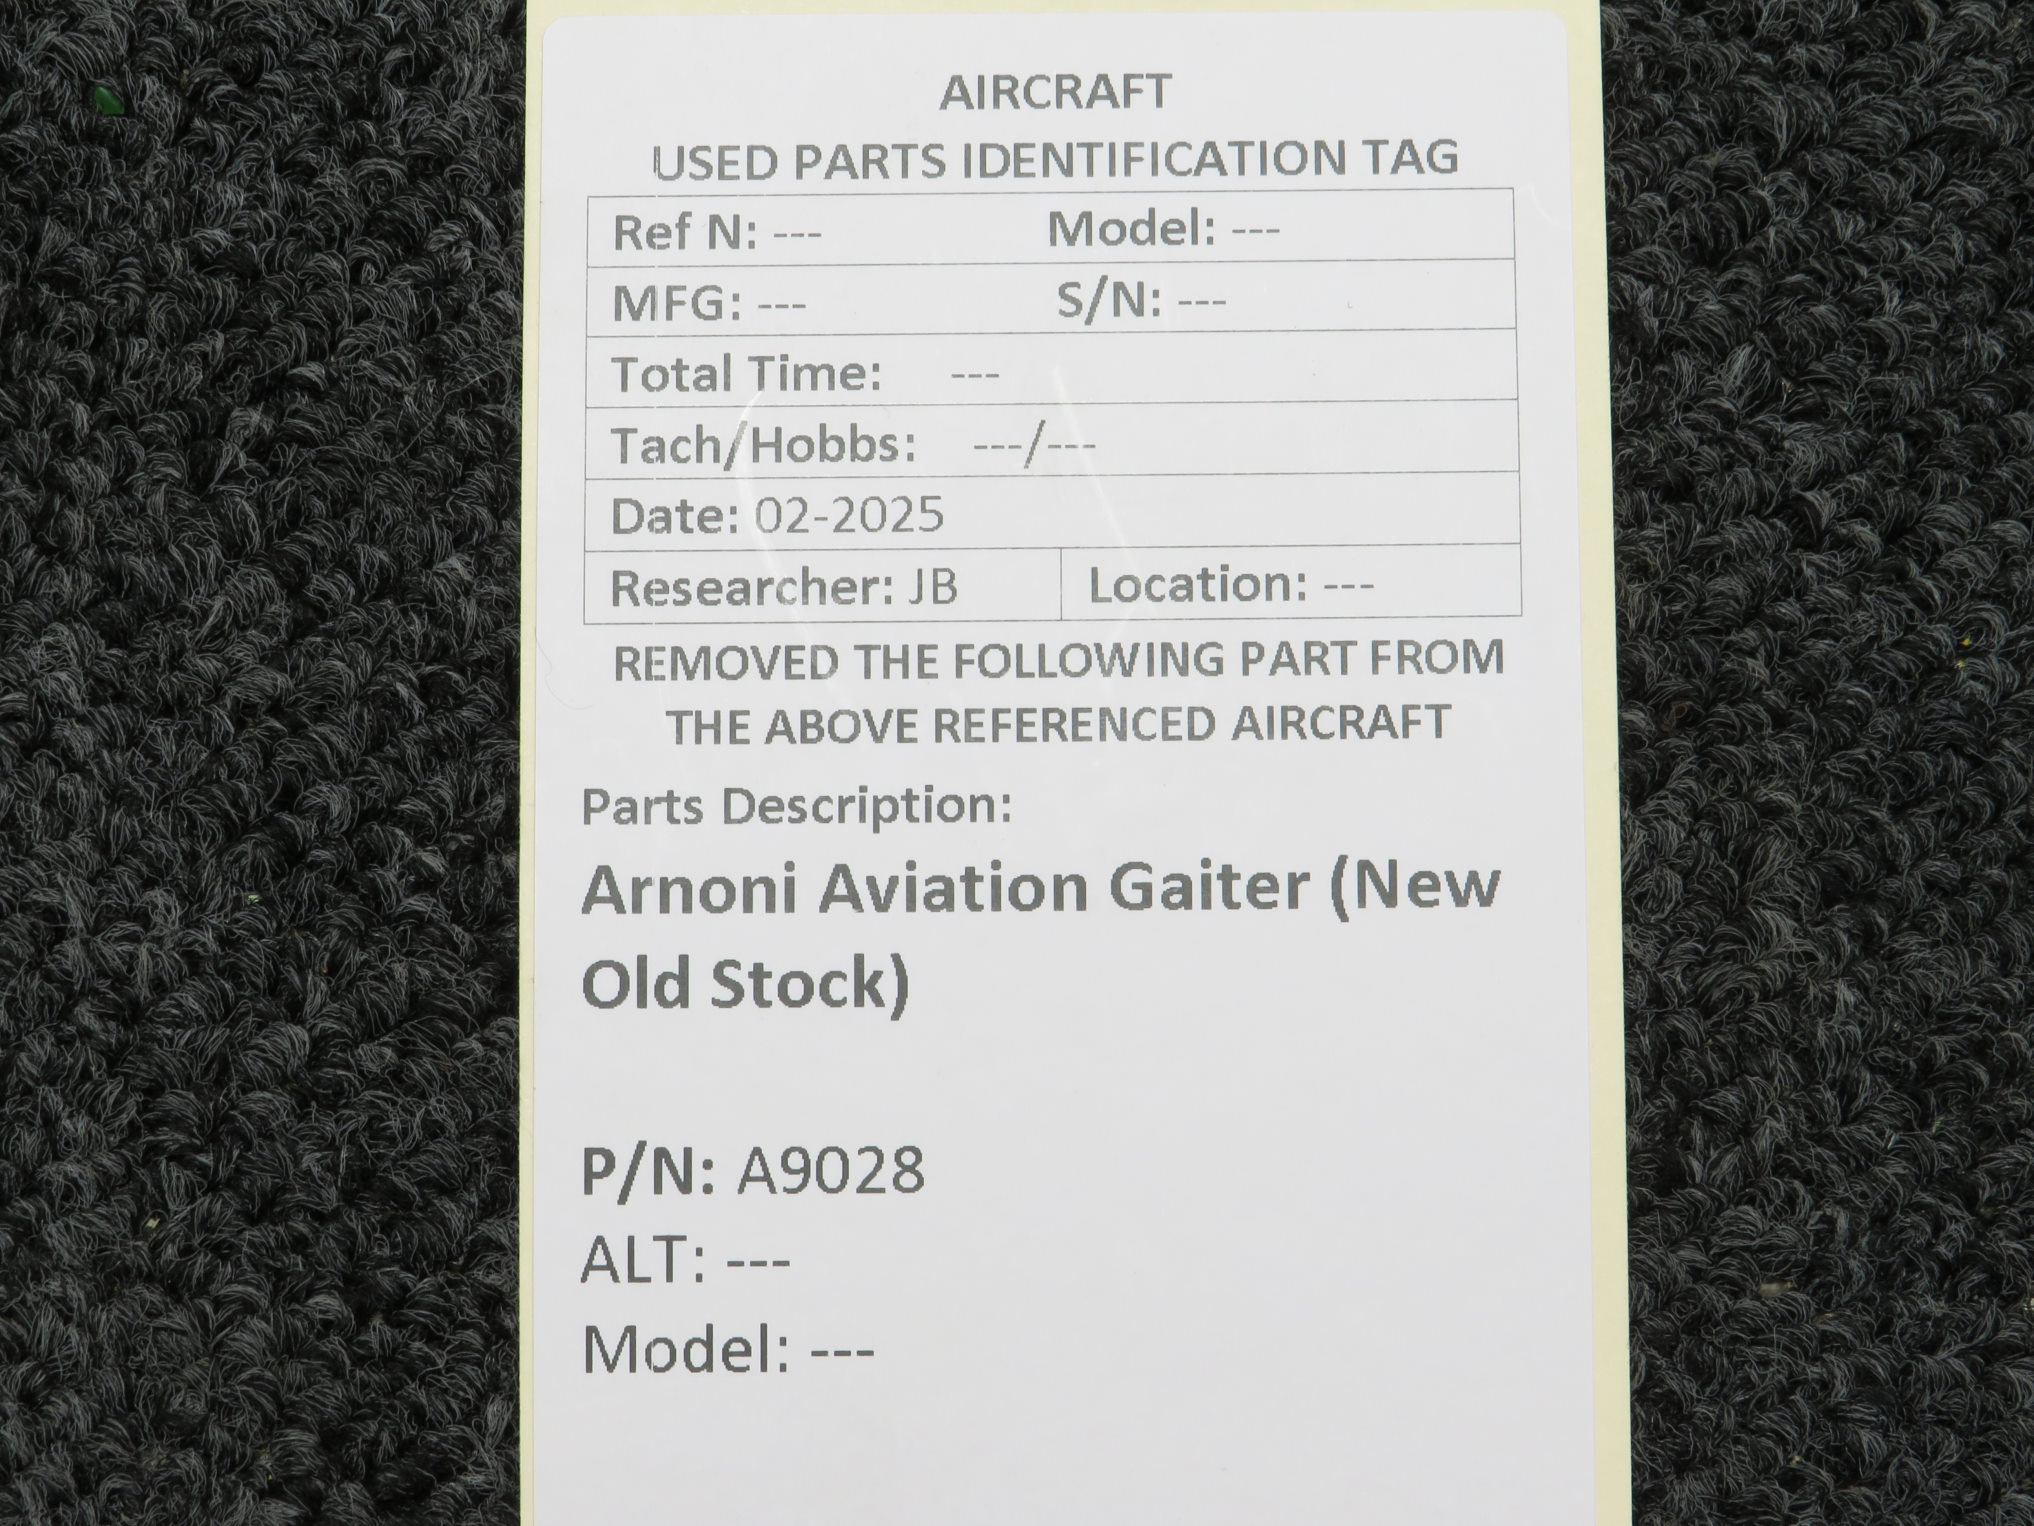 AIRCRAFT
USED PARTS IDENTIFICATION TAG
Ref N: --- Model: ---
MFG: --- S/N: ---
Total Time: ---
Tach/Hobbs: ---/---
Date: 02-2025
Researcher: JB Location: ---
REMOVED THE FOLLOWING PART FROM
THE ABOVE REFERENCED AIRCRAFT
Parts Description:
Arnoni Aviation Gaiter (New
Old Stock)
P/N: A9028
ALT: ---
Model: ---